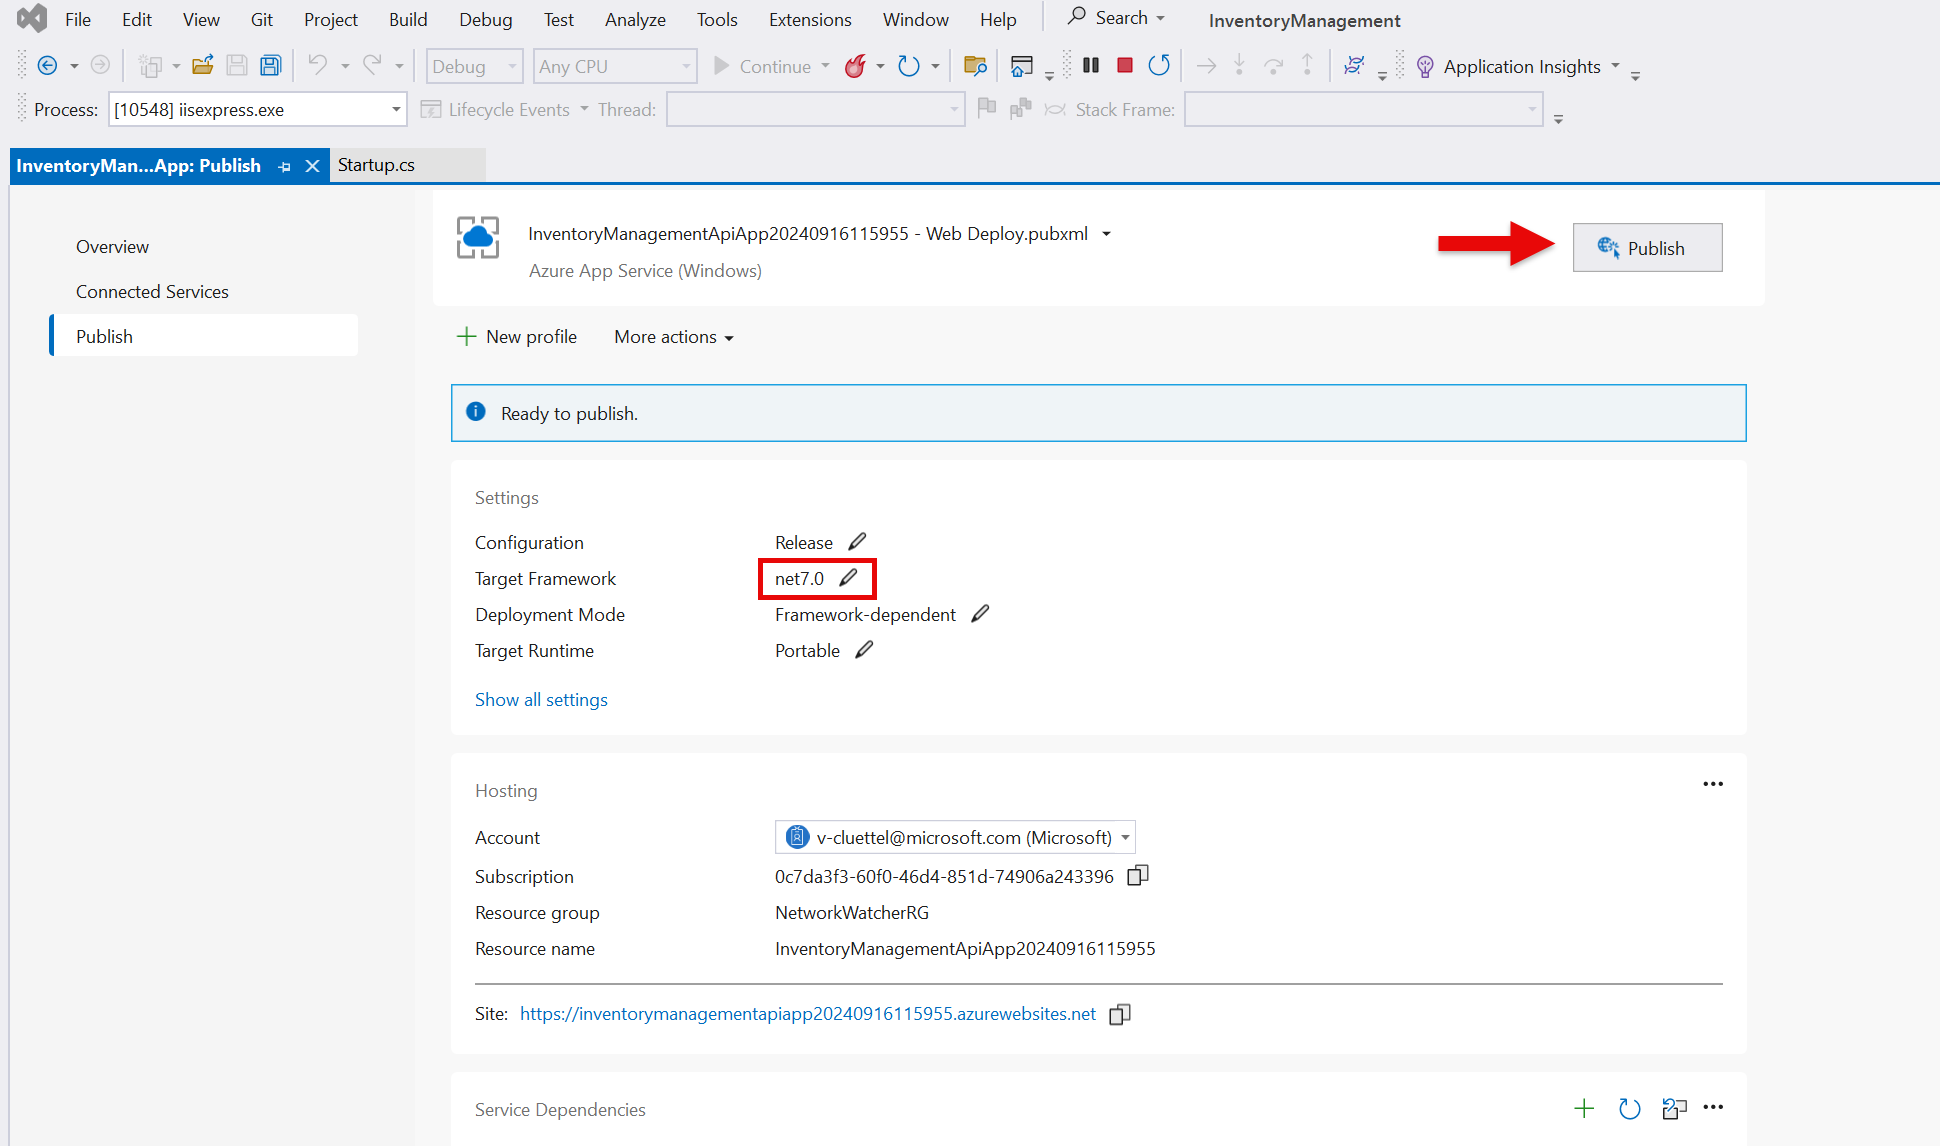 File Edit View Git Project Build Debug Test Analyze Tools Extensions Window Help Search InventoryManagement
Debug Any CPU Continue Application Insights
Process: [10548] iisexpress.exe Lifecycle Events Thread: Stack Frame:
InventoryMan...App: Publish Startup.cs
Overview
Connected Services
Publish
InventoryManagementApiApp20240916115955 - Web Deploy.pubxml
Azure App Service (Windows)
Publish
New profile More actions
Ready to publish.
Settings
Configuration Release
Target Framework net7.0
Deployment Mode Framework-dependent
Target Runtime Portable
Show all settings
Hosting
Account v-cluettel@microsoft.com (Microsoft)
Subscription 0c7da3f3-60f0-46d4-851d-74906a243396
Resource group NetworkWatcherRG
Resource name InventoryManagementApiApp20240916115955
Site: https://inventorymanagementapiapp20240916115955.azurewebsites.net
Service Dependencies